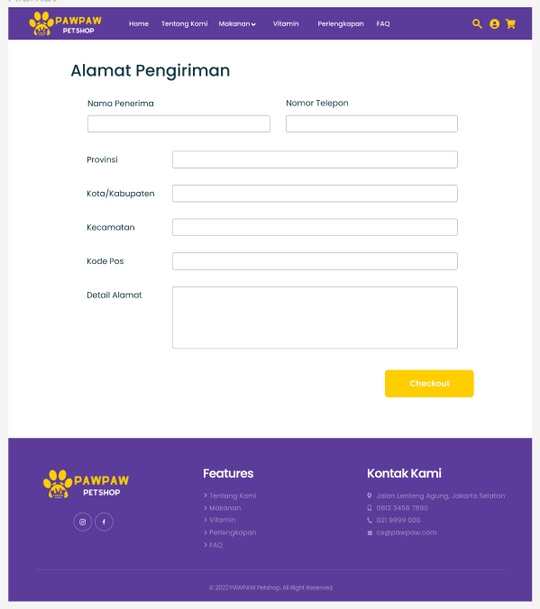 Alamat
PAWPAW
PETSHOP
Home Tentang Kami Makanan Vitamin Perlengkapan FAQ
Alamat Pengiriman
Nama Penerima Nomor Telepon
Provinsi
Kota/Kabupaten
Kecamatan
Kode Pos
Detail Alamat
Checkout
PAWPAW
PETSHOP
Features
Tentang Kami
Makanan
Vitamin
Perlengkapan
FAQ
Kontak Kami
Jalan Lenteng Agung, Jakarta Selatan
0812 3456 7890
021 9999 000
cs@pawpaw.com
© 2022 PAWPAW Petshop, All Right Reserved.